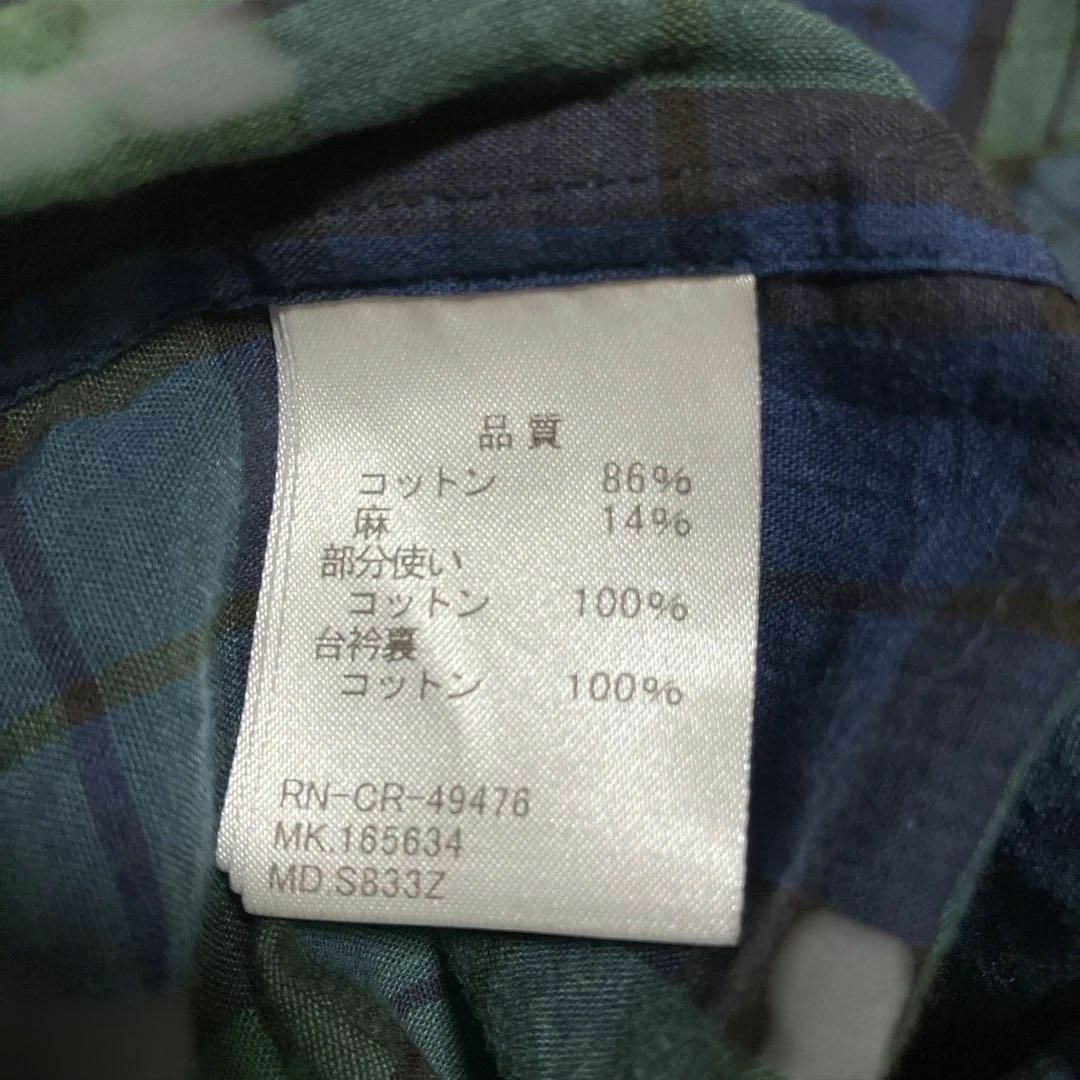 品質
コットン 86%
麻 14%
部分使い
コットン 100%
台衿裏
コットン 100%
RN-CR-49476
MK.165634
MD.S833Z